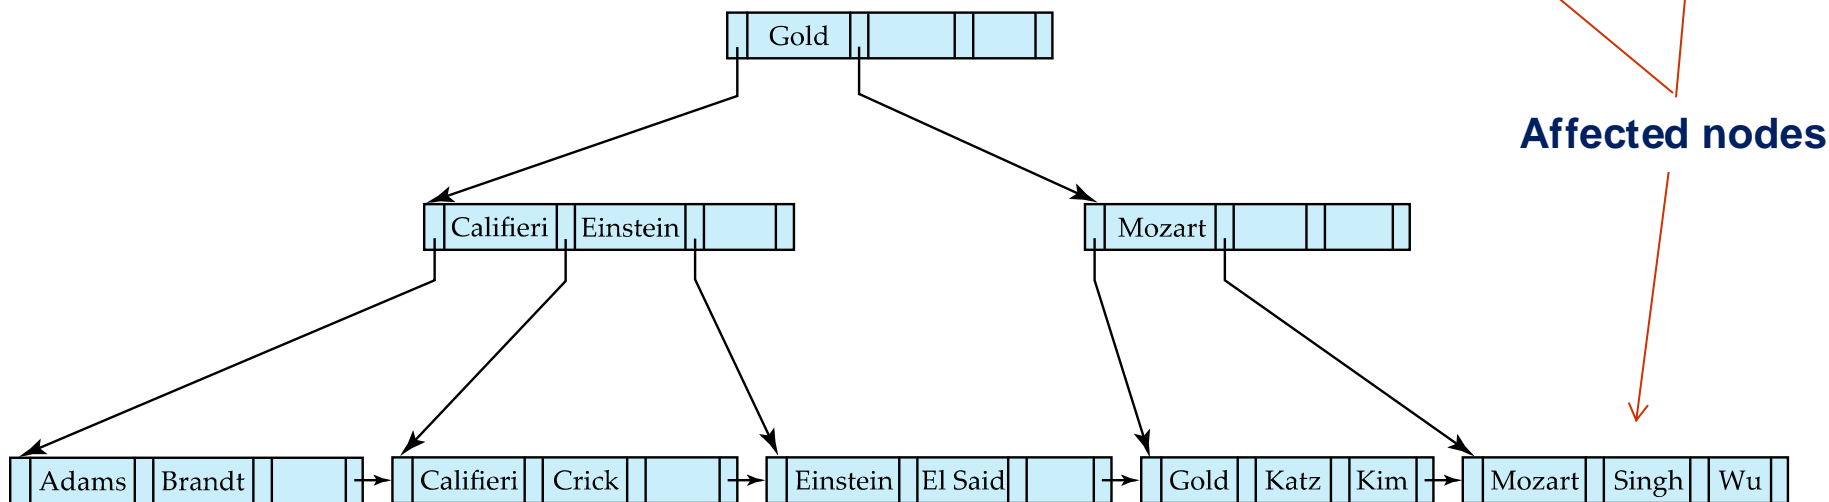 Gold
Affected nodes
Califieri Einstein
Mozart
Adams Brandt
Califieri Crick
Einstein El Said
Gold Katz Kim
Mozart Singh Wu